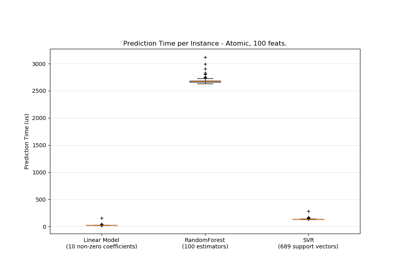 Prediction Time per Instance - Atomic, 100 feats.
3000
2500
2000
1500
1000
500
0
Prediction Time (us)
Linear Model
(10 non-zero coefficients)
RandomForest
(100 estimators)
SVR
(689 support vectors)